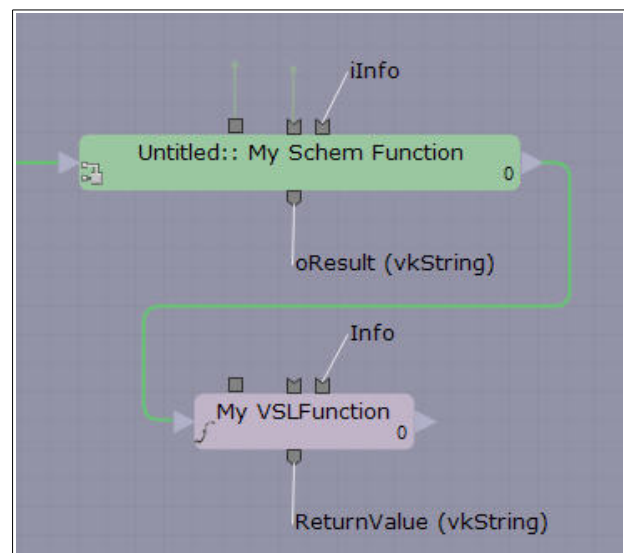 iInfo
Untitled:: My Schem Function
0
oResult (vkString)
Info
My VSLFunction
0
ReturnValue (vkString)